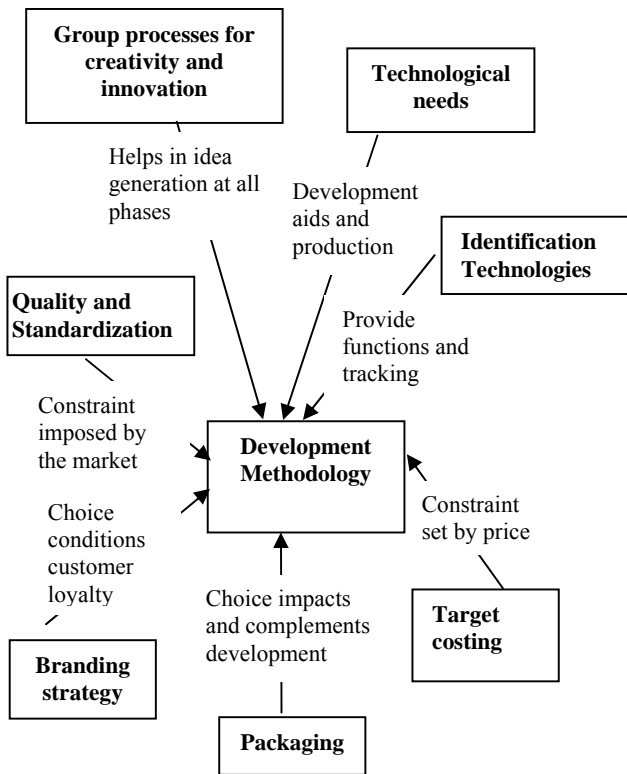 Group processes for
creativity and
innovation
Technological
needs
Helps in idea
generation at all
phases
Development
aids and
production
Identification
Technologies
Quality and
Standardization
Provide
functions and
tracking
Constraint
imposed by
the market
Development
Methodology
Choice
conditions
customer
loyalty
Constraint
set by price
Choice impacts
and complements
development
Target
costing
Branding
strategy
Packaging